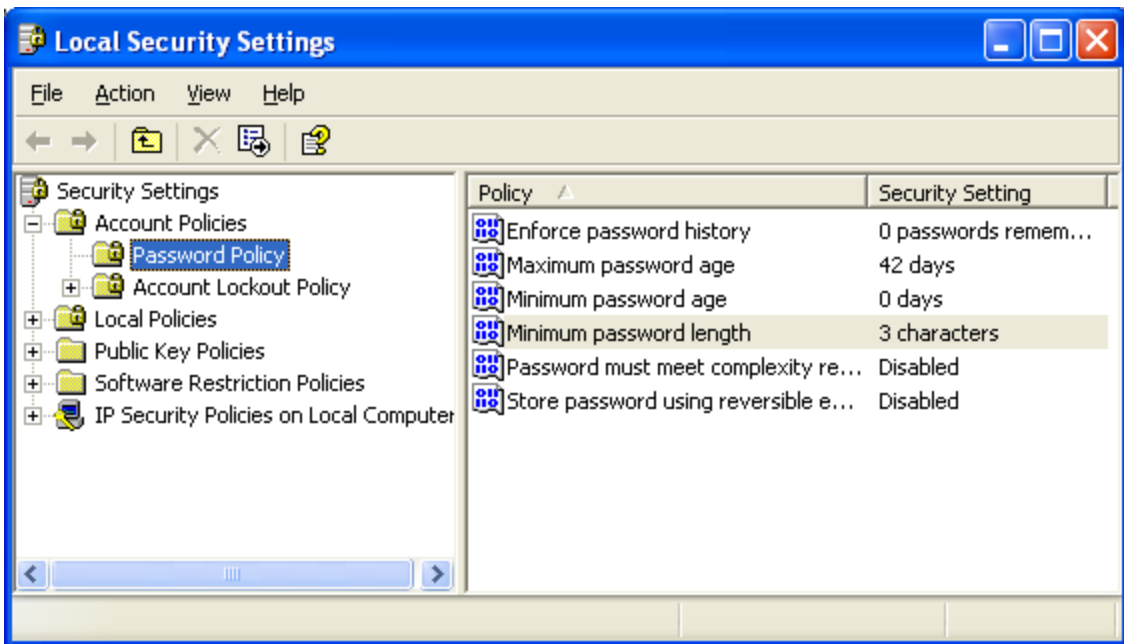 Local Security Settings
File Action View Help
Security Settings
Account Policies
Password Policy
Account Lockout Policy
Local Policies
Public Key Policies
Software Restriction Policies
IP Security Policies on Local Computer
Policy Security Setting
Enforce password history 0 passwords remem...
Maximum password age 42 days
Minimum password age 0 days
Minimum password length 3 characters
Password must meet complexity re... Disabled
Store password using reversible e... Disabled